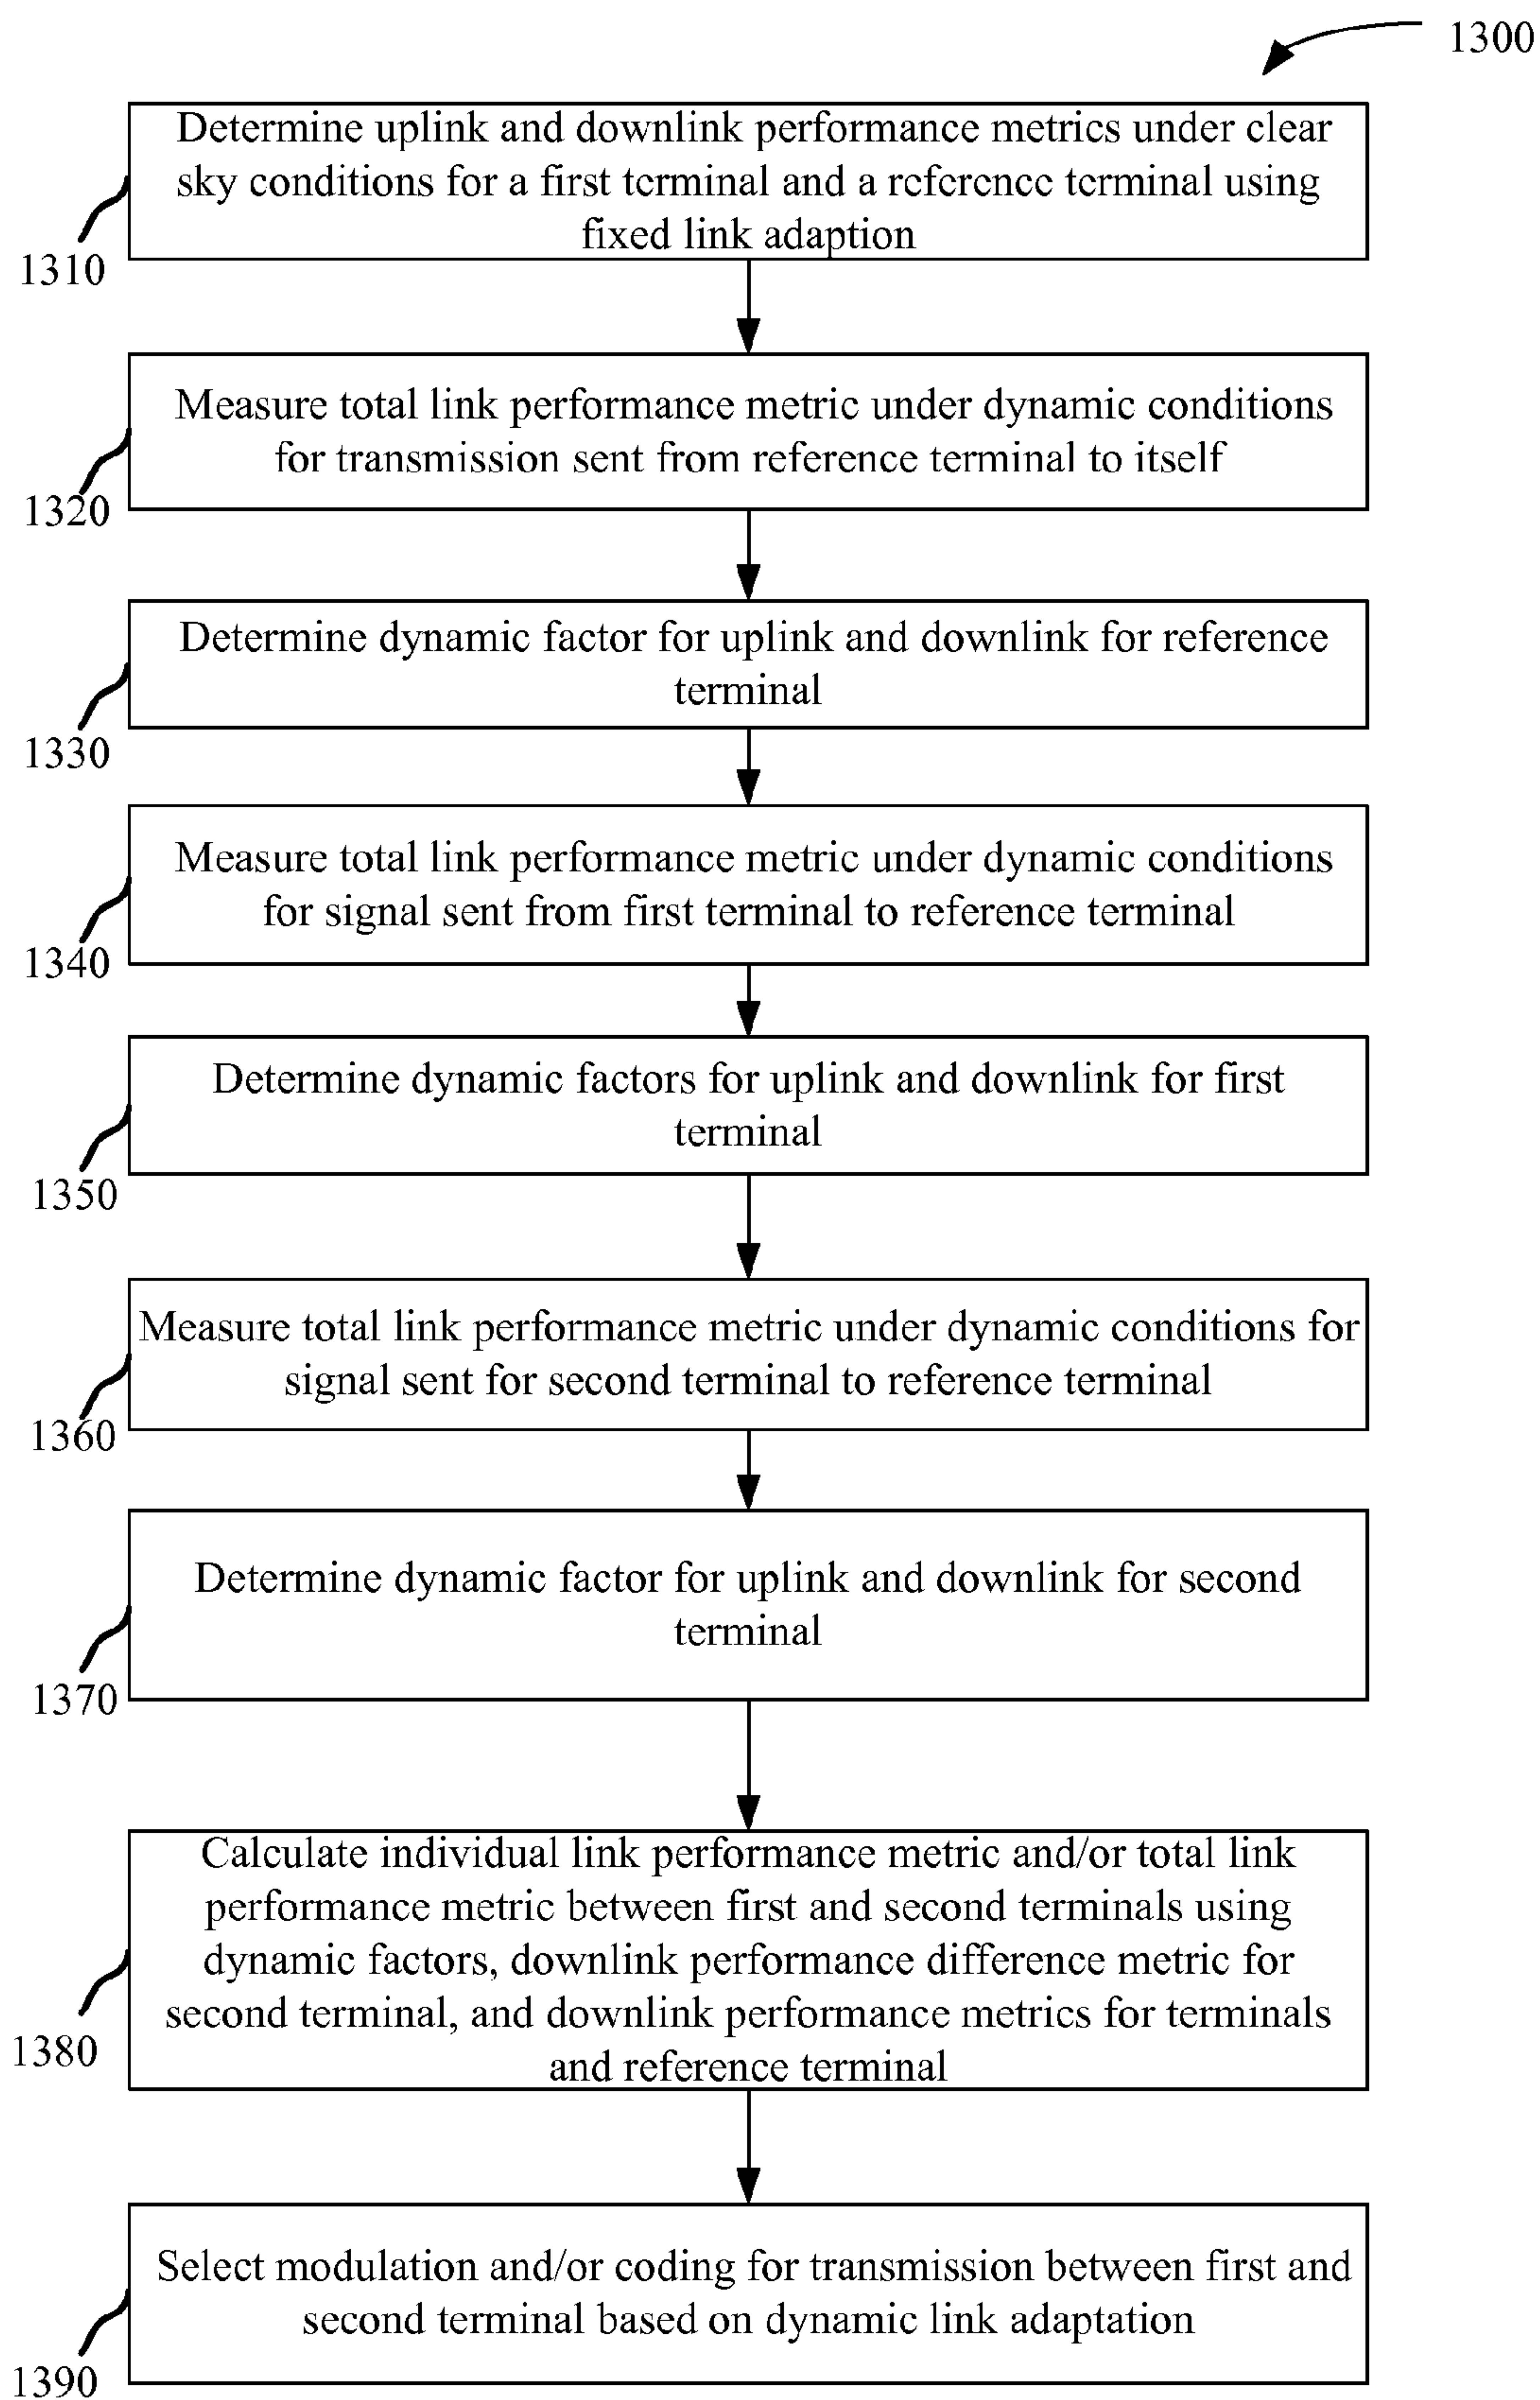 1300
Determine uplink and downlink performance metrics under clear
sky conditions for a first terminal and a reference terminal using
fixed link adaption
1310
Measure total link performance metric under dynamic conditions
for transmission sent from reference terminal to itself
1320
Determine dynamic factor for uplink and downlink for reference
terminal
1330
Measure total link performance metric under dynamic conditions
for signal sent from first terminal to reference terminal
1340
Determine dynamic factors for uplink and downlink for first
terminal
1350
Measure total link performance metric under dynamic conditions for
signal sent for second terminal to reference terminal
1360
Determine dynamic factor for uplink and downlink for second
terminal
1370
Calculate individual link performance metric and/or total link
performance metric between first and second terminals using
dynamic factors, downlink performance difference metric for
second terminal, and downlink performance metrics for terminals
and reference terminal
1380
Select modulation and/or coding for transmission between first and
second terminal based on dynamic link adaptation
1390